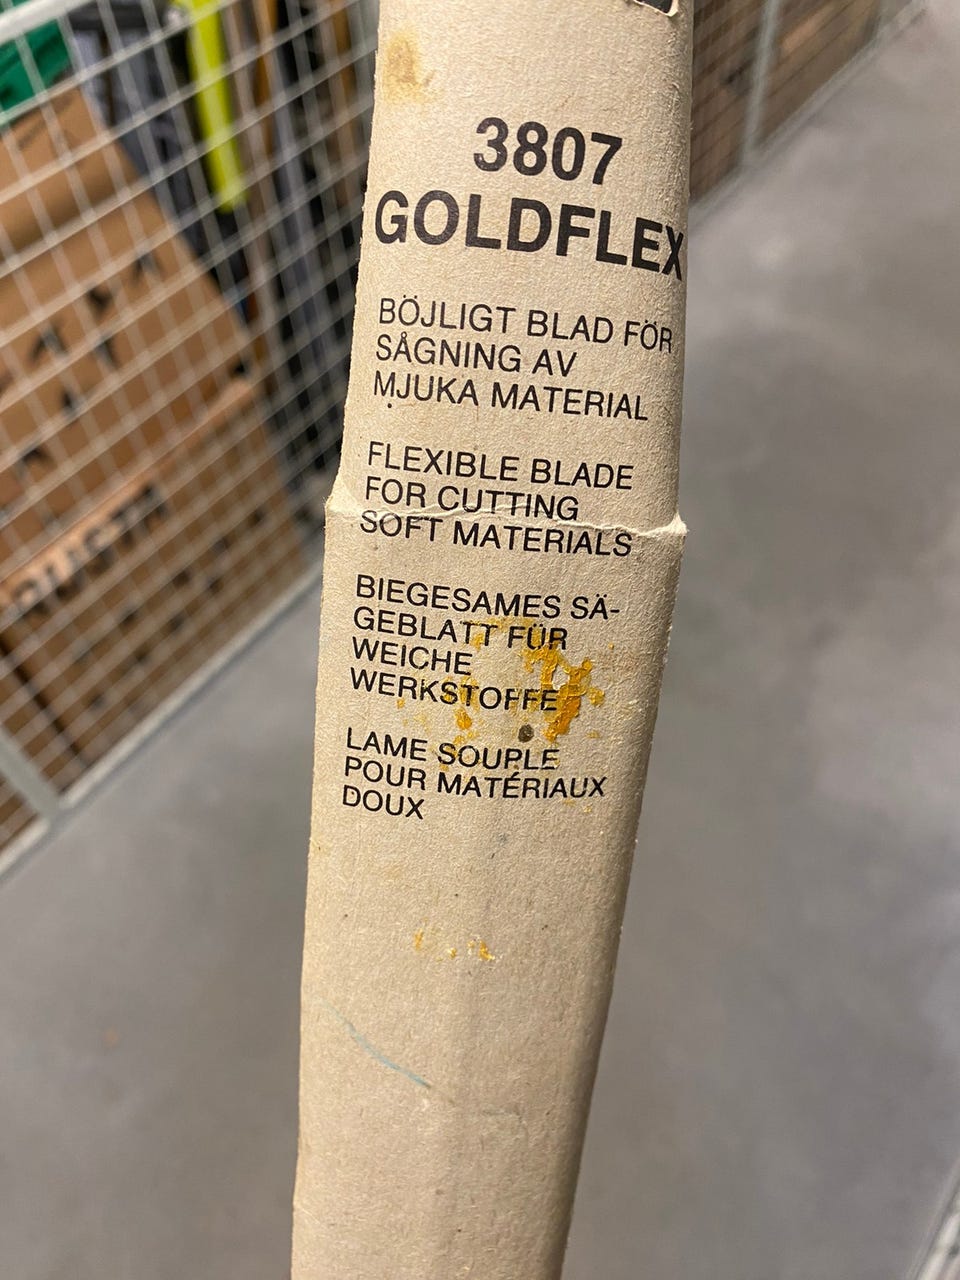 3807
GOLDFLEX
BÖJLIGT BLAD FÖR
SÅGNING AV
MJUKA MATERIAL
FLEXIBLE BLADE
FOR CUTTING
SOFT MATERIALS
BIEGESAMES SÄ-
GEBLATT FÜR
WEICHE
WERKSTOFFE
LAME SOUPLE
POUR MATÉRIAUX
DOUX